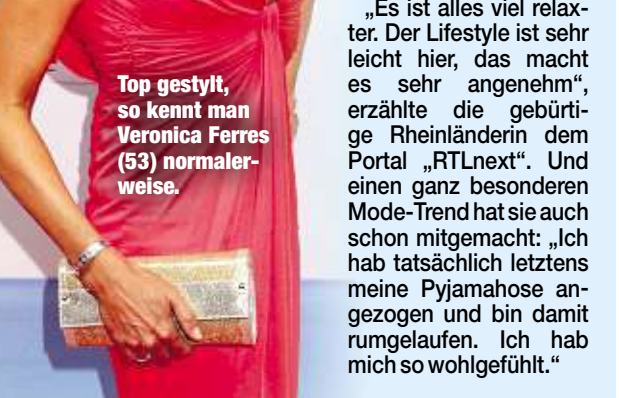 Top gestylt,
so kennt man
Veronica Ferres
(53) normaler-
weise.
„Es ist alles viel relax-
ter. Der Lifestyle ist sehr
leicht hier, das macht
es sehr angenehm“,
erzählte die gebürti-
ge Rheinländerin dem
Portal „RTLnext“. Und
einen ganz besonderen
Mode-Trend hat sie auch
schon mitgemacht: „Ich
hab tatsächlich letztens
meine Pyjamahose an-
gezogen und bin damit
rumgelaufen. Ich hab
mich so wohlgefühlt.“